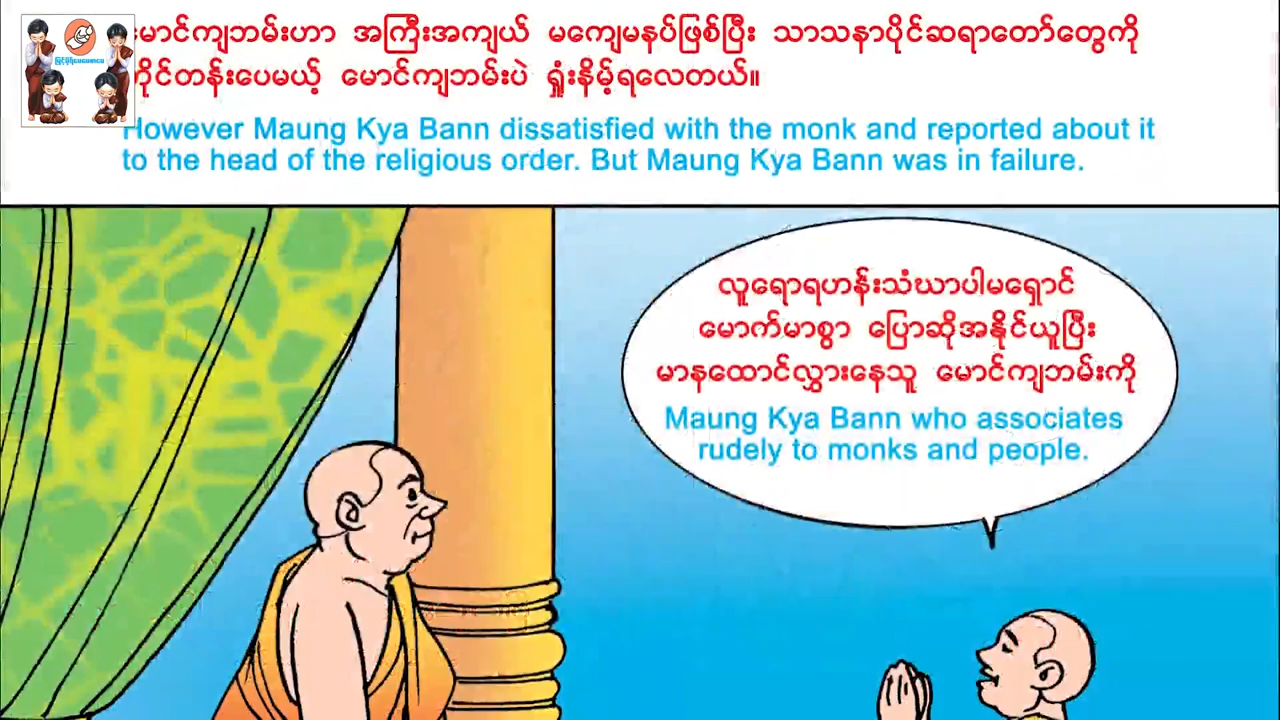 မောင်ကျဘမ်းဟာ အကြီးအကျယ် မကျေမနပ်ဖြစ်ပြီး သာသနာပိုင်ဆရာတော်တွေကို
တိုင်တန်းပေမယ့် မောင်ကျဘမ်းပဲ ရှုံးနိမ့်ရလေတယ်။
However Maung Kya Bann dissatisfied with the monk and reported about it
to the head of the religious order. But Maung Kya Bann was in failure.
လူရောရဟန်းသံဃာပါမရှောင်
မောက်မာစွာ ပြောဆိုအနိုင်ယူပြီး
မာနထောင်လွှားနေသူ မောင်ကျဘမ်းကို
Maung Kya Bann who associates
rudely to monks and people.